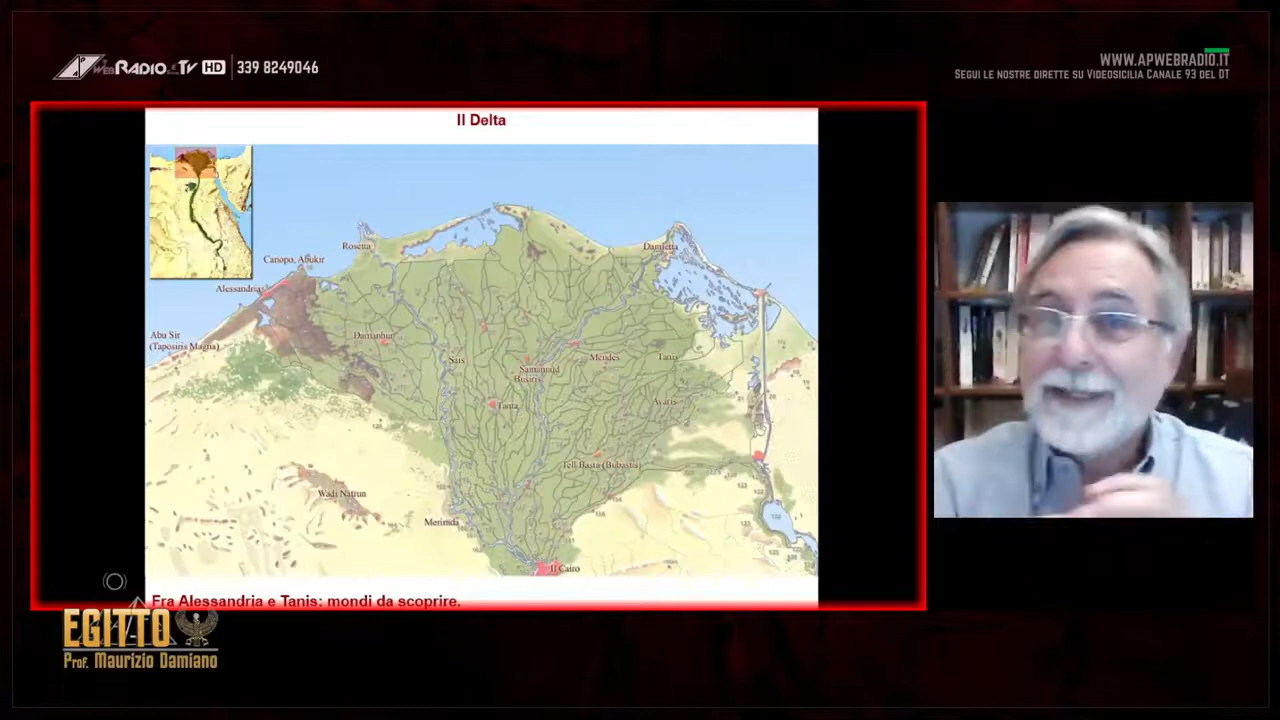 WEB RADIO E TV HD 339 8249046
WWW.APWEBRADIO.IT
SEGUI LE NOSTRE DIRETTE SU VIDEOSICILIA CANALE 93 DEL DT
Il Delta
Rosetta
Damietta
Canopo, Abukir
Alessandria
Abu Sir
(Taposiris Magna)
Damanhur
Sais
Mendes
Tanis
Samannud
Busiris
Tanta
Avaris
Tell Basta (Bubastis)
Wadi Natrun
Merimda
Il Cairo
Fra Alessandria e Tanis: mondi da scoprire.
EGITTO
Prof. Maurizio Damiano